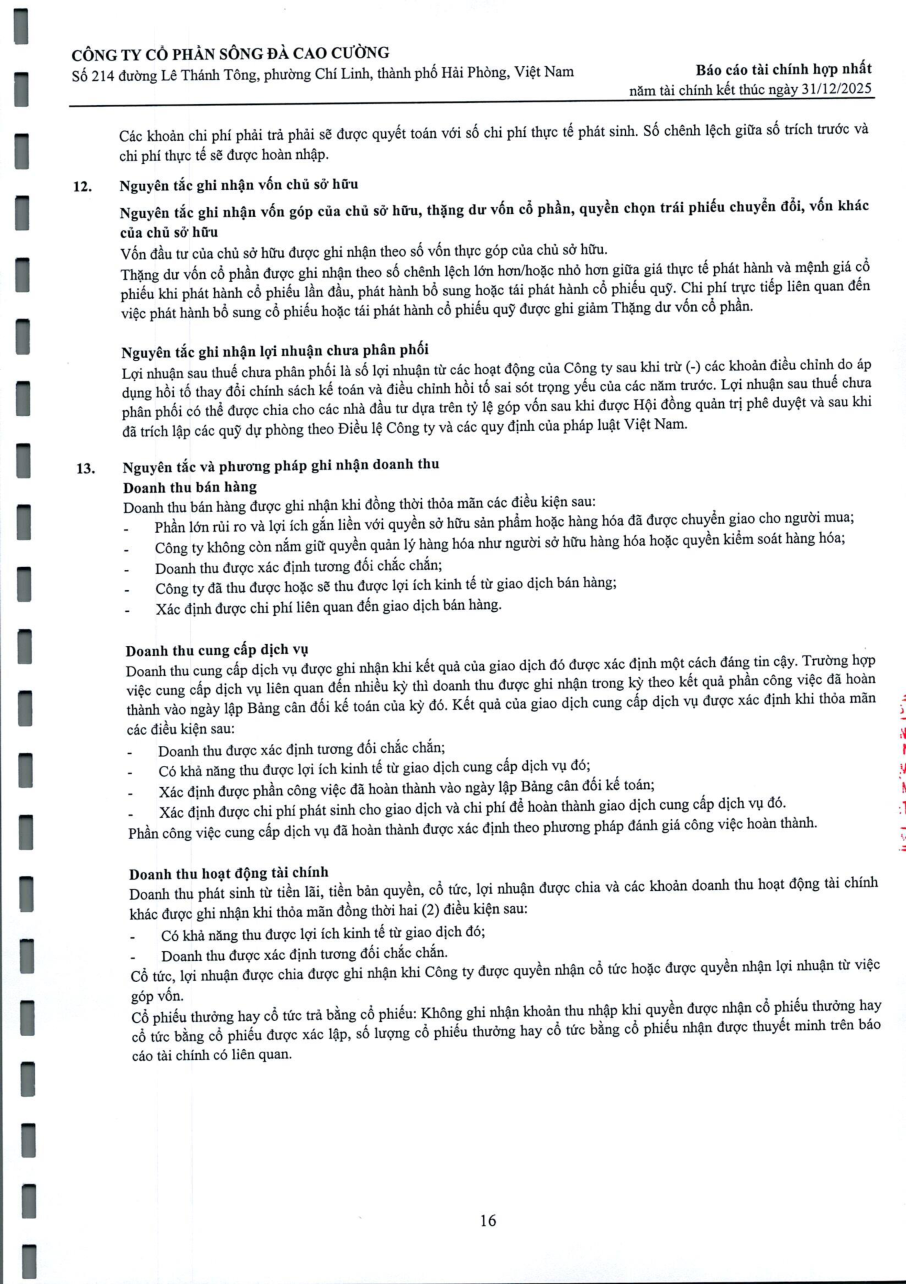 CÔNG TY CỔ PHẦN SÔNG ĐÀ CAO CƯỜNG
Số 214 đường Lê Thánh Tông, phường Chí Linh, thành phố Hải Phòng, Việt Nam
Báo cáo tài chính hợp nhất
năm tài chính kết thúc ngày 31/12/2025
Các khoản chi phí phải trả phải sẽ được quyết toán với số chi phí thực tế phát sinh. Số chênh lệch giữa số trích trước và
chi phí thực tế sẽ được hoàn nhập.
12. Nguyên tắc ghi nhận vốn chủ sở hữu
Nguyên tắc ghi nhận vốn góp của chủ sở hữu, thặng dư vốn cổ phần, quyền chọn trái phiếu chuyển đổi, vốn khác
của chủ sở hữu
Vốn đầu tư của chủ sở hữu được ghi nhận theo số vốn thực góp của chủ sở hữu.
Thặng dư vốn cổ phần được ghi nhận theo số chênh lệch lớn hơn/hoặc nhỏ hơn giữa giá thực tế phát hành và mệnh giá cổ
phiếu khi phát hành cổ phiếu lần đầu, phát hành bổ sung hoặc tái phát hành cổ phiếu quỹ. Chi phí trực tiếp liên quan đến
việc phát hành bổ sung cổ phiếu hoặc tái phát hành cổ phiếu quỹ được ghi giảm Thặng dư vốn cổ phần.
Nguyên tắc ghi nhận lợi nhuận chưa phân phối
Lợi nhuận sau thuế chưa phân phối là số lợi nhuận từ các hoạt động của Công ty sau khi trừ (-) các khoản điều chỉnh do áp
dụng hồi tố thay đổi chính sách kế toán và điều chỉnh hồi tố sai sót trọng yếu của các năm trước. Lợi nhuận sau thuế chưa
phân phối có thể được chia cho các nhà đầu tư dựa trên tỷ lệ góp vốn sau khi được Hội đồng quản trị phê duyệt và sau khi
đã trích lập các quỹ dự phòng theo Điều lệ Công ty và các quy định của pháp luật Việt Nam.
13. Nguyên tắc và phương pháp ghi nhận doanh thu
Doanh thu bán hàng
Doanh thu bán hàng được ghi nhận khi đồng thời thỏa mãn các điều kiện sau:
- Phần lớn rủi ro và lợi ích gắn liền với quyền sở hữu sản phẩm hoặc hàng hóa đã được chuyển giao cho người mua;
- Công ty không còn nắm giữ quyền quản lý hàng hóa như người sở hữu hàng hóa hoặc quyền kiểm soát hàng hóa;
- Doanh thu được xác định tương đối chắc chắn;
- Công ty đã thu được hoặc sẽ thu được lợi ích kinh tế từ giao dịch bán hàng;
- Xác định được chi phí liên quan đến giao dịch bán hàng.
Doanh thu cung cấp dịch vụ
Doanh thu cung cấp dịch vụ được ghi nhận khi kết quả của giao dịch đó được xác định một cách đáng tin cậy. Trường hợp
việc cung cấp dịch vụ liên quan đến nhiều kỳ thì doanh thu được ghi nhận trong kỳ theo kết quả phần công việc đã hoàn
thành vào ngày lập Bảng cân đối kế toán của kỳ đó. Kết quả của giao dịch cung cấp dịch vụ được xác định khi thỏa mãn
các điều kiện sau:
- Doanh thu được xác định tương đối chắc chắn;
- Có khả năng thu được lợi ích kinh tế từ giao dịch cung cấp dịch vụ đó;
- Xác định được phần công việc đã hoàn thành vào ngày lập Bảng cân đối kế toán;
- Xác định được chi phí phát sinh cho giao dịch và chi phí để hoàn thành giao dịch cung cấp dịch vụ đó.
Phần công việc cung cấp dịch vụ đã hoàn thành được xác định theo phương pháp đánh giá công việc hoàn thành.
Doanh thu hoạt động tài chính
Doanh thu phát sinh từ tiền lãi, tiền bản quyền, cổ tức, lợi nhuận được chia và các khoản doanh thu hoạt động tài chính
khác được ghi nhận khi thỏa mãn đồng thời hai (2) điều kiện sau:
- Có khả năng thu được lợi ích kinh tế từ giao dịch đó;
- Doanh thu được xác định tương đối chắc chắn.
Cổ tức, lợi nhuận được chia được ghi nhận khi Công ty được quyền nhận cổ tức hoặc được quyền nhận lợi nhuận từ việc
góp vốn.
Cổ phiếu thưởng hay cổ tức trả bằng cổ phiếu: Không ghi nhận khoản thu nhập khi quyền được nhận cổ phiếu thưởng hay
cổ tức bằng cổ phiếu được xác lập, số lượng cổ phiếu thưởng hay cổ tức bằng cổ phiếu nhận được thuyết minh trên báo
cáo tài chính có liên quan.
16